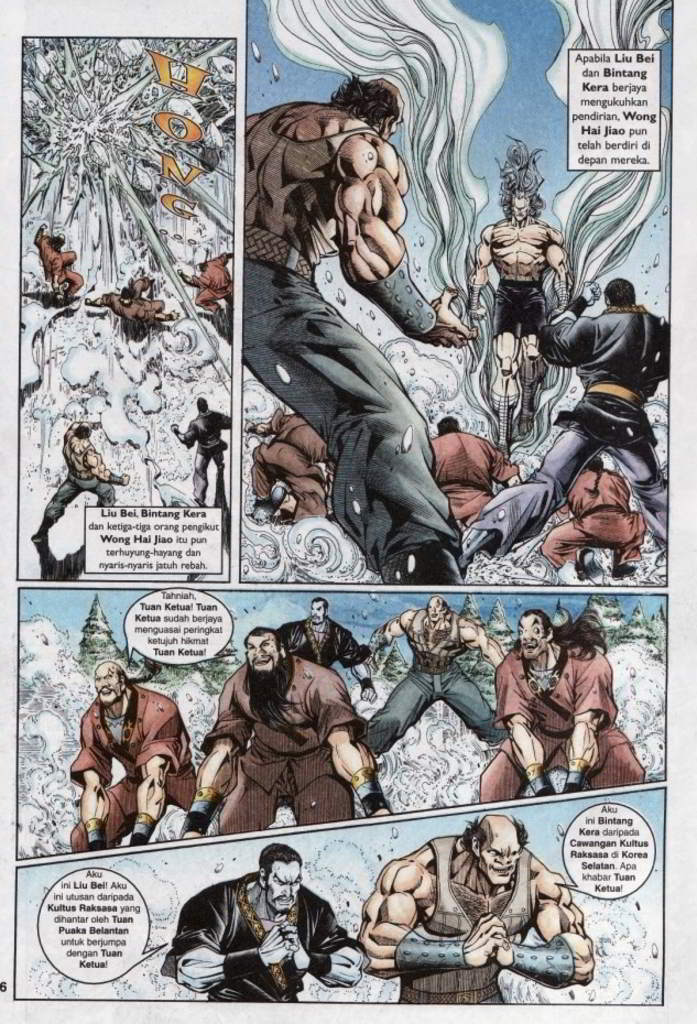 WONG...
Liu Bei, Bintang Kera
dan ketiga-tiga orang pengikut
Wong Hai Jiao itu pun
terhuyung-hayang dan
nyaris-nyaris jatuh rebah.
Apabila Liu Bei
dan Bintang
Kera berjaya
mengukuhkan
pendirian, Wong
Hai Jiao pun
telah berdiri di
depan mereka.
Tahniah,
Tuan Ketua! Tuan
Ketua sudah berjaya
menguasai peringkat
ketujuh hikmat
Tuan Ketua!
Aku
ini Liu Bei! Aku
ini utusan daripada
Kultus Raksasa yang
dihantar oleh Tuan
Puaka Belantan
untuk berjumpa
dengan Tuan
Ketua!
Aku
ini Bintang
Kera daripada
Cawangan Kultus
Raksasa di Korea
Selatan. Apa
khabar Tuan
Ketua!
6